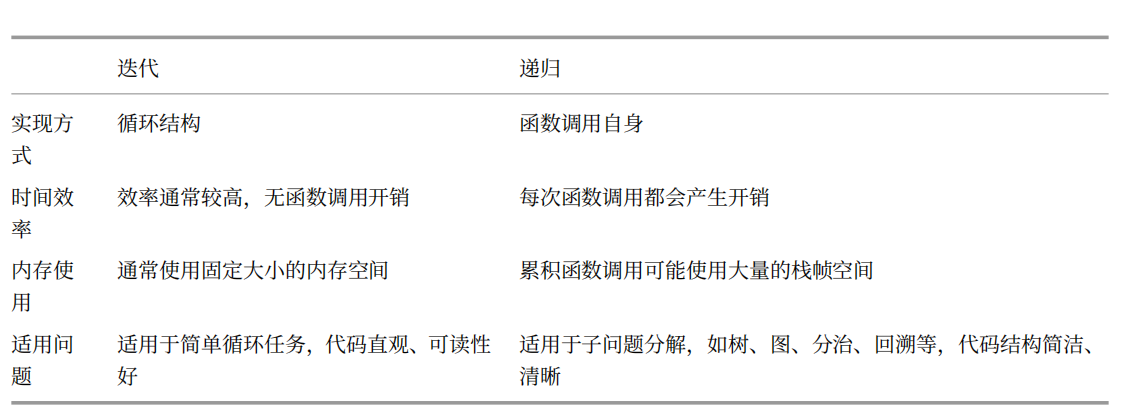 迭代 递归
实现方 循环结构 函数调用自身
式
时间效 效率通常较高，无函数调用开销 每次函数调用都会产生开销
率
内存使 通常使用固定大小的内存空间 累积函数调用可能使用大量的栈帧空间
用
适用问 适用于简单循环任务，代码直观、可读性 适用于子问题分解，如树、图、分治、回溯等，代码结构简洁、
题 好 清晰